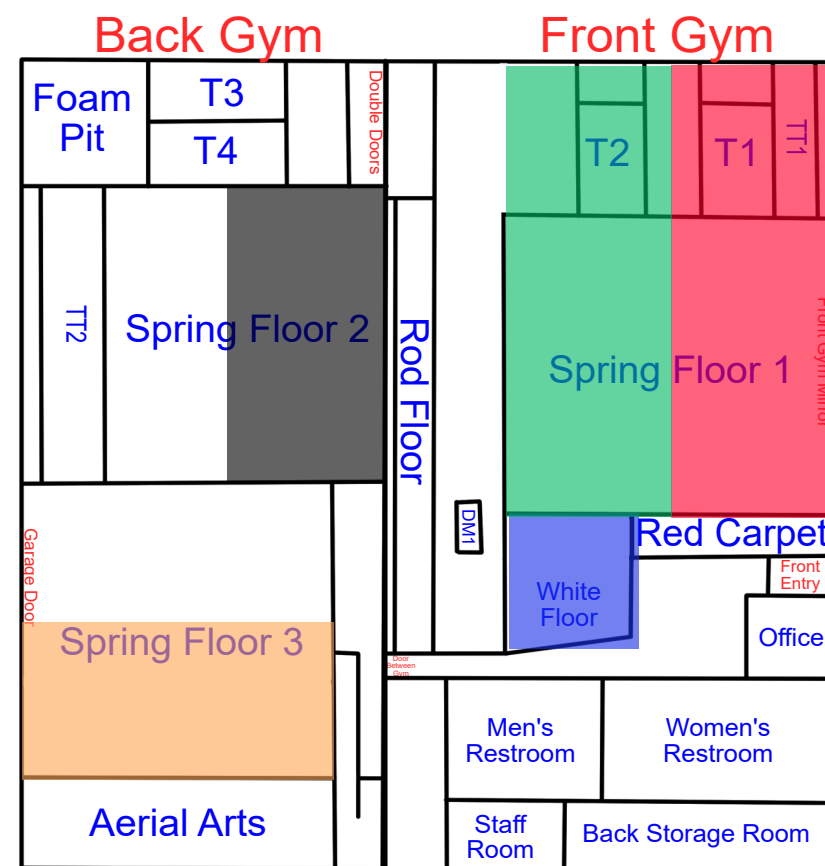 Back Gym
Front Gym
Foam
Pit
T3
T4
Double Doors
T2
T1
TT1
TT2
Spring Floor 2
Rod Floor
Spring Floor 1
Front Gym Mirror
DM1
Red Carpet
Garage Door
White
Floor
Front
Entry
Spring Floor 3
Office
Door
Between
Gym
Men's
Restroom
Women's
Restroom
Aerial Arts
Staff
Room
Back Storage Room